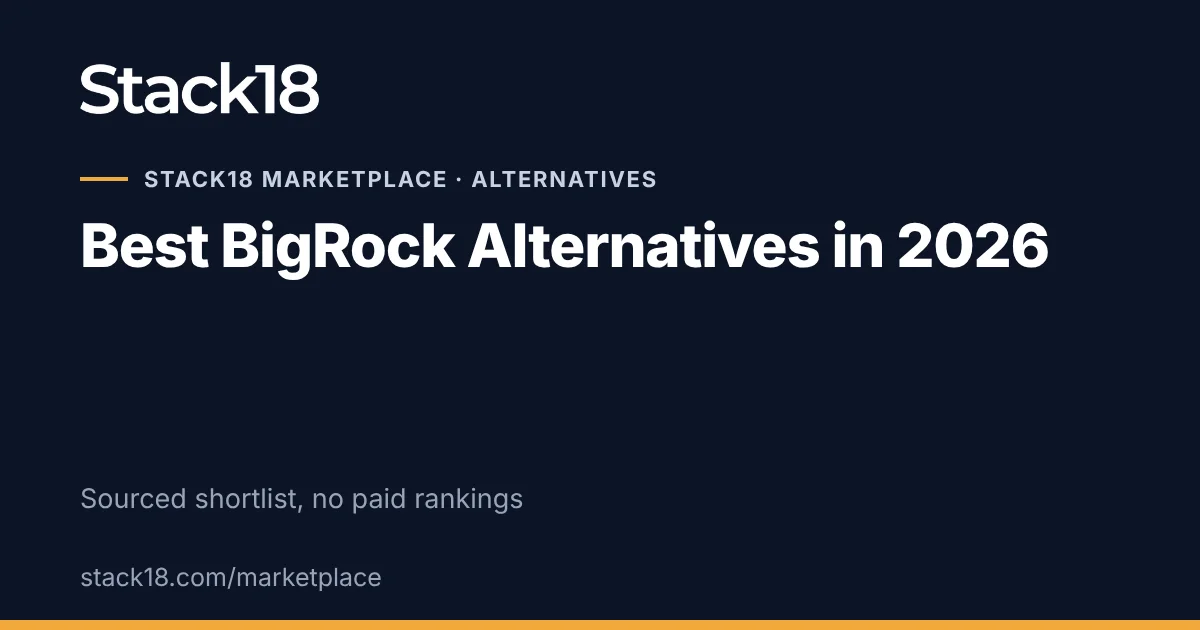 Stack18
STACK18 MARKETPLACE · ALTERNATIVES
Best BigRock Alternatives in 2026
Sourced shortlist, no paid rankings
stack18.com/marketplace